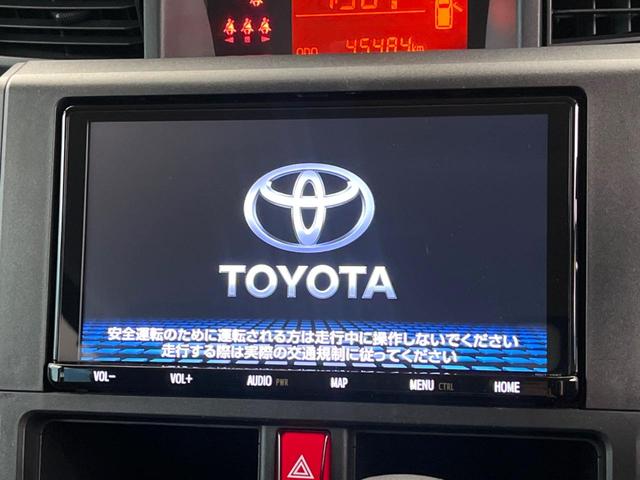 ODO 45484km
TOYOTA
安全運転のために運転される方は走行中に操作しないでください
走行する際は実際の交通規制に従ってください
VOL- VOL+ AUDIO PWR MAP MENU CTRL HOME